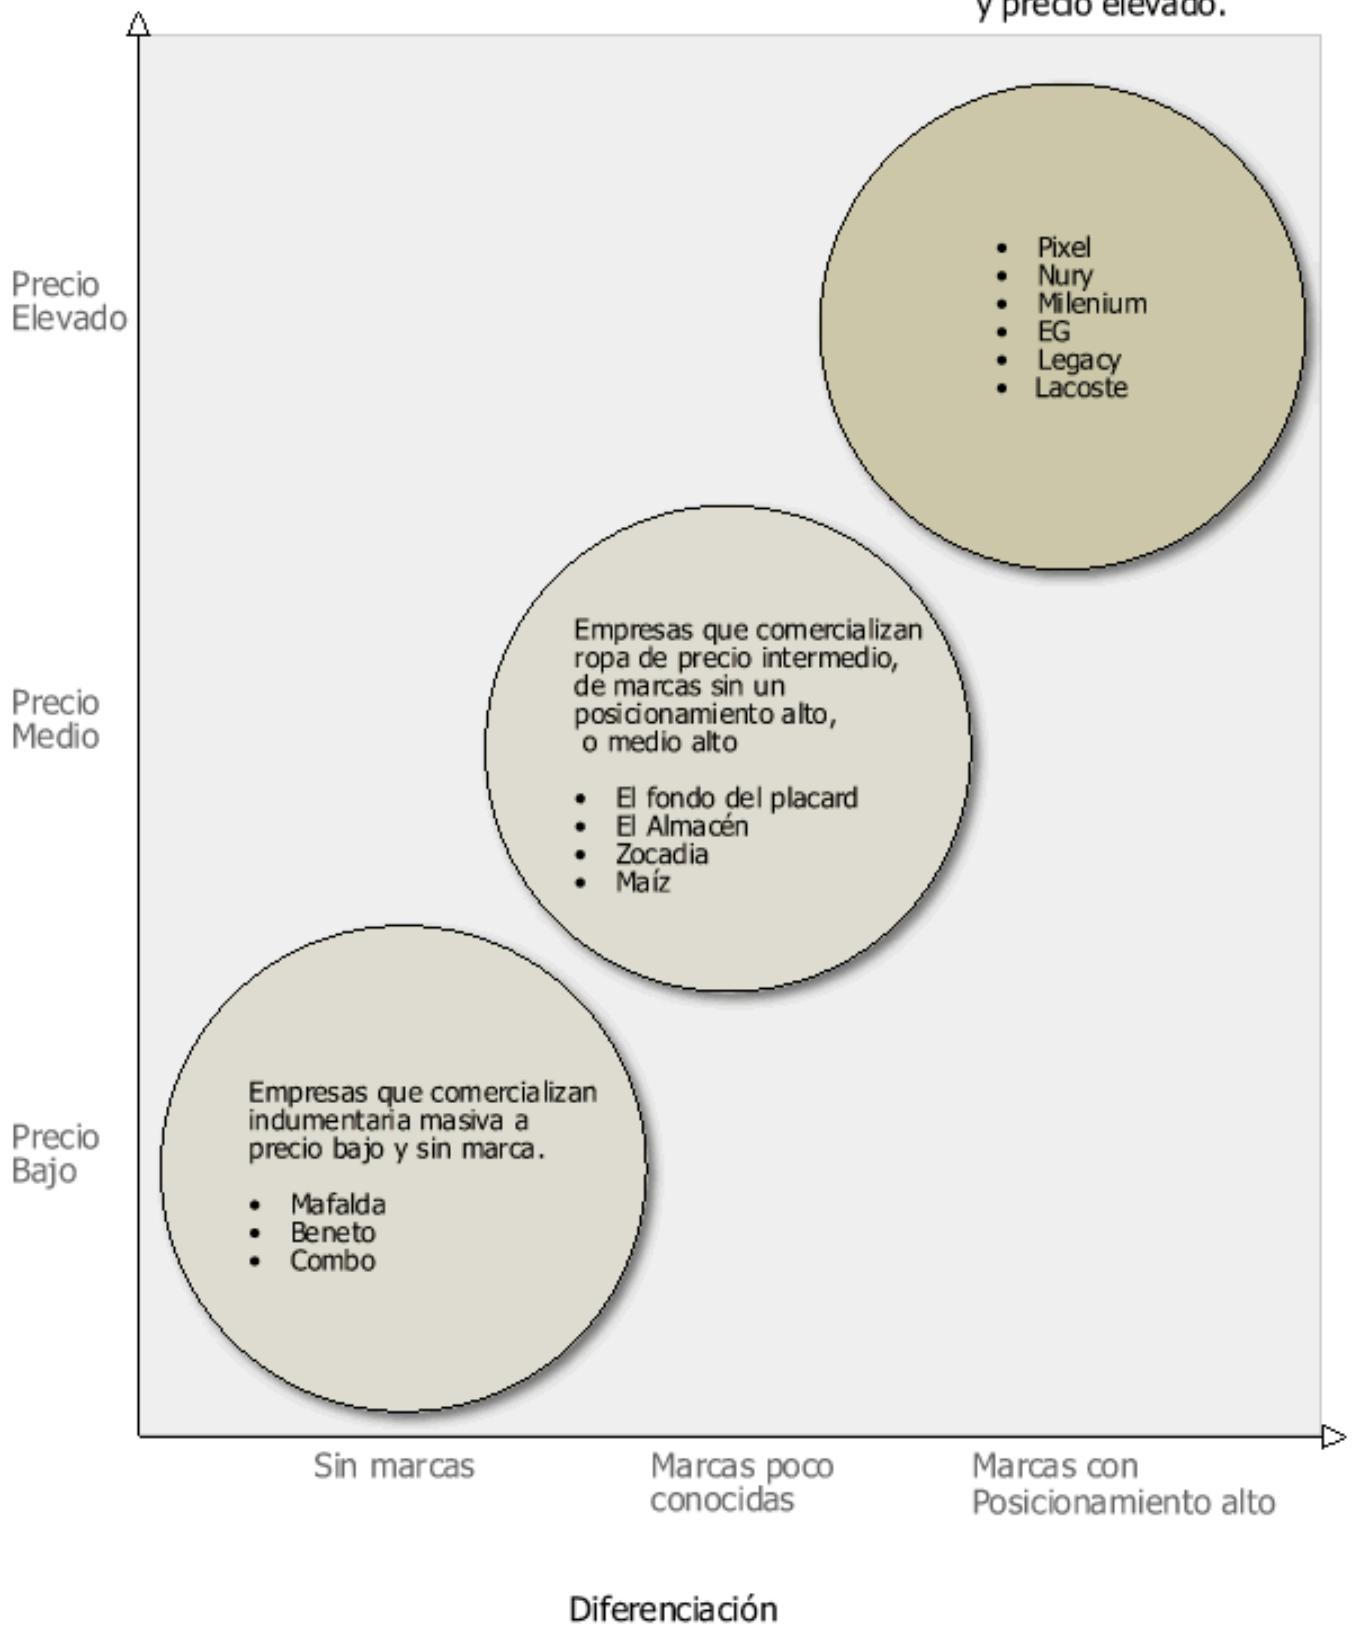 y precio elevado.
Precio
Elevado
• Pixel
• Nury
• Milenium
• EG
• Legacy
• Lacoste
Precio
Medio
Empresas que comercializan
ropa de precio intermedio,
de marcas sin un
posicionamiento alto,
o medio alto
• El fondo del placard
• El Almacén
• Zocadia
• Maíz
Precio
Bajo
Empresas que comercializan
indumentaria masiva a
precio bajo y sin marca.
• Mafalda
• Beneto
• Combo
Sin marcas
Marcas poco
conocidas
Marcas con
Posicionamiento alto
Diferenciación